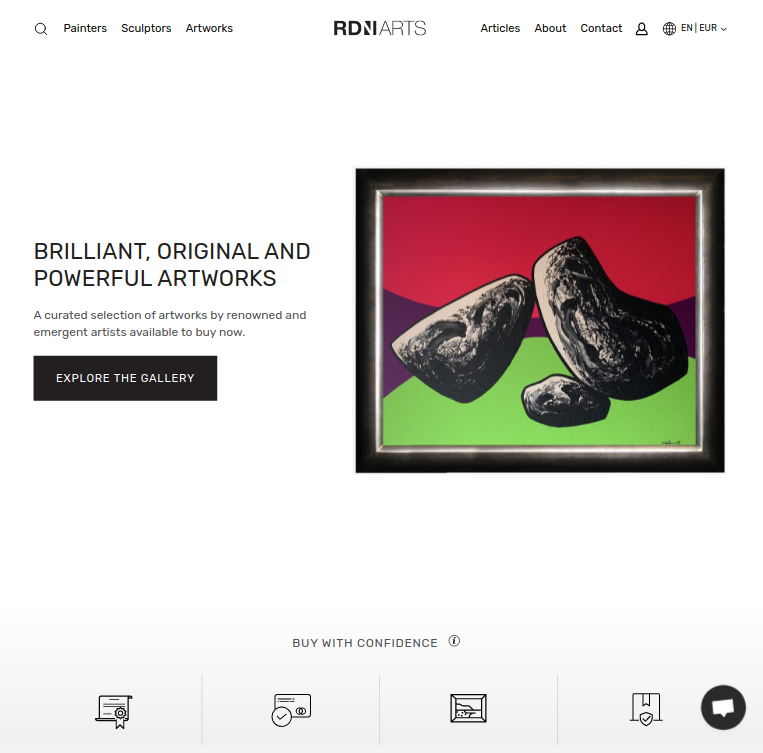 Painters Sculptors Artworks RDN ARTS Articles About Contact EN | EUR
BRILLIANT, ORIGINAL AND
POWERFUL ARTWORKS
A curated selection of artworks by renowned and
emergent artists available to buy now.
EXPLORE THE GALLERY
BUY WITH CONFIDENCE